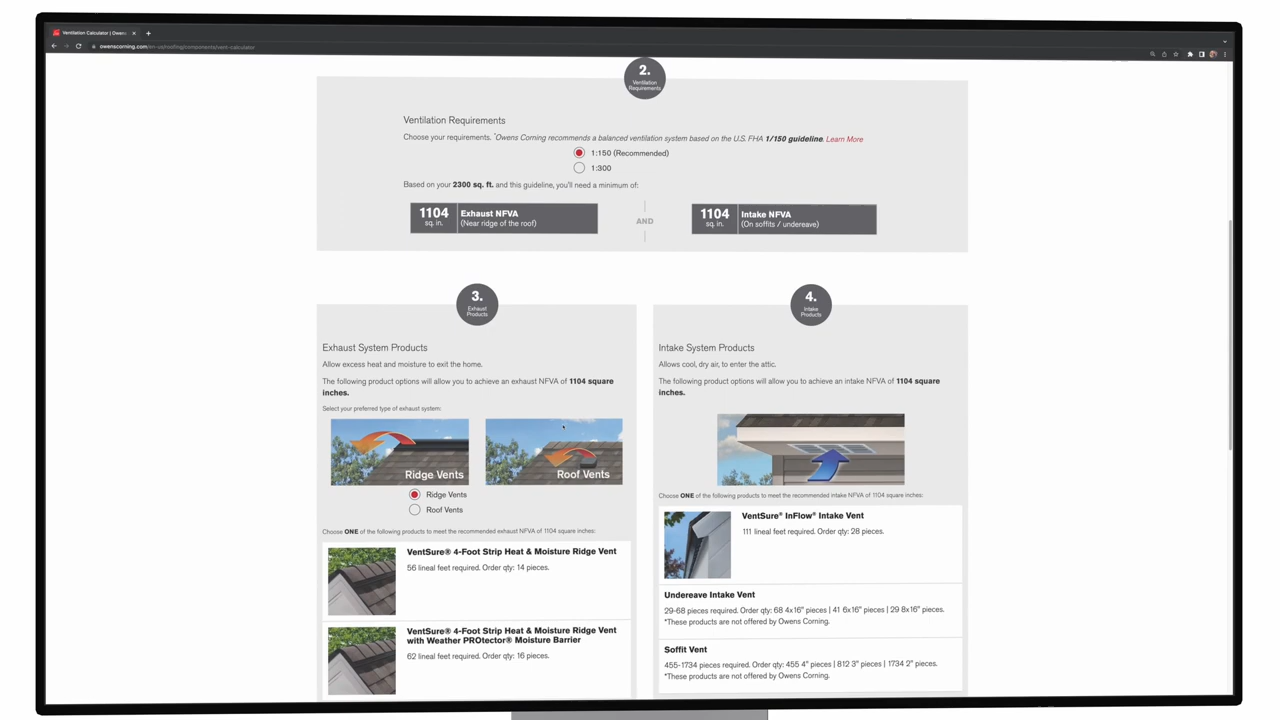 Ventilation Calculator | Owens
owenscorning.com/en-us/roofing/components/vent-calculator
2.
Ventilation
Requirements
Ventilation Requirements
Choose your requirements. *Owens Corning recommends a balanced ventilation system based on the U.S. FHA 1/150 guideline. Learn More
1:150 (Recommended)
1:300
Based on your 2300 sq. ft. and this guideline, you'll need a minimum of:
1104
sq. in.
Exhaust NFVA
(Near ridge of the roof)
AND
1104
sq. in.
Intake NFVA
(On soffits / undereave)
3.
Exhaust
Products
Exhaust System Products
Allow excess heat and moisture to exit the home.
The following product options will allow you to achieve an exhaust NFVA of 1104 square
inches.
Select your preferred type of exhaust system:
Ridge Vents
Roof Vents
Ridge Vents
Roof Vents
Choose ONE of the following products to meet the recommended exhaust NFVA of 1104 square inches:
VentSure® 4-Foot Strip Heat & Moisture Ridge Vent
56 lineal feet required. Order qty: 14 pieces.
VentSure® 4-Foot Strip Heat & Moisture Ridge Vent
with Weather PROtector® Moisture Barrier
62 lineal feet required. Order qty: 16 pieces.
4.
Intake
Products
Intake System Products
Allows cool, dry air, to enter the attic.
The following product options will allow you to achieve an intake NFVA of 1104 square
inches.
Choose ONE of the following products to meet the recommended intake NFVA of 1104 square inches:
VentSure® InFlow® Intake Vent
111 lineal feet required. Order qty: 28 pieces.
Undereave Intake Vent
29-68 pieces required. Order qty: 68 4x16" pieces | 41 6x16" pieces | 29 8x16" pieces.
*These products are not offered by Owens Corning.
Soffit Vent
455-1734 pieces required. Order qty: 455 4" pieces | 812 3" pieces | 1734 2" pieces.
*These products are not offered by Owens Corning.